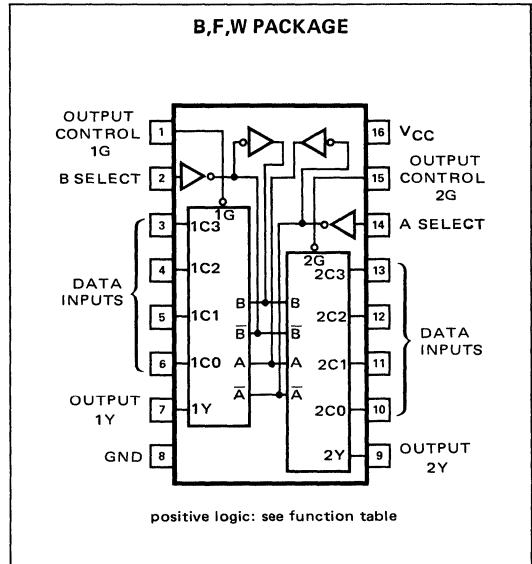 B,F,W PACKAGE
OUTPUT
CONTROL
1G
1
16
VCC
OUTPUT
CONTROL
2G
B SELECT
2
15
1G
3
1C3
14
A SELECT
2G
4
1C2
2C3
13
DATA
INPUTS
5
1C1
B
B
2C2
12
DATA
INPUTS
B̅
B̅
6
1C0
A
A
2C1
11
OUTPUT
1Y
7
1Y
A̅
A̅
2C0
10
GND
8
2Y
9
OUTPUT
2Y
positive logic: see function table